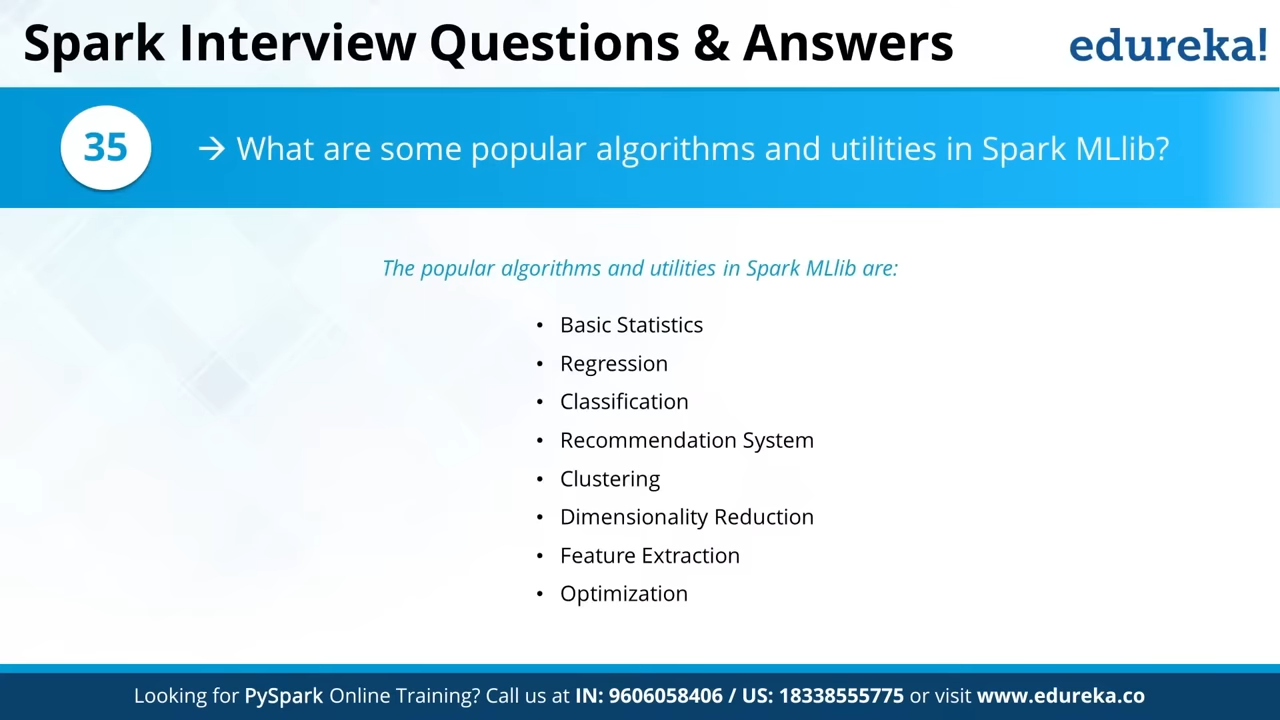 Spark Interview Questions & Answers
edureka!
35
→ What are some popular algorithms and utilities in Spark MLlib?
The popular algorithms and utilities in Spark MLlib are:
• Basic Statistics
• Regression
• Classification
• Recommendation System
• Clustering
• Dimensionality Reduction
• Feature Extraction
• Optimization
Looking for PySpark Online Training? Call us at IN: 9606058406 / US: 18338555775 or visit www.edureka.co